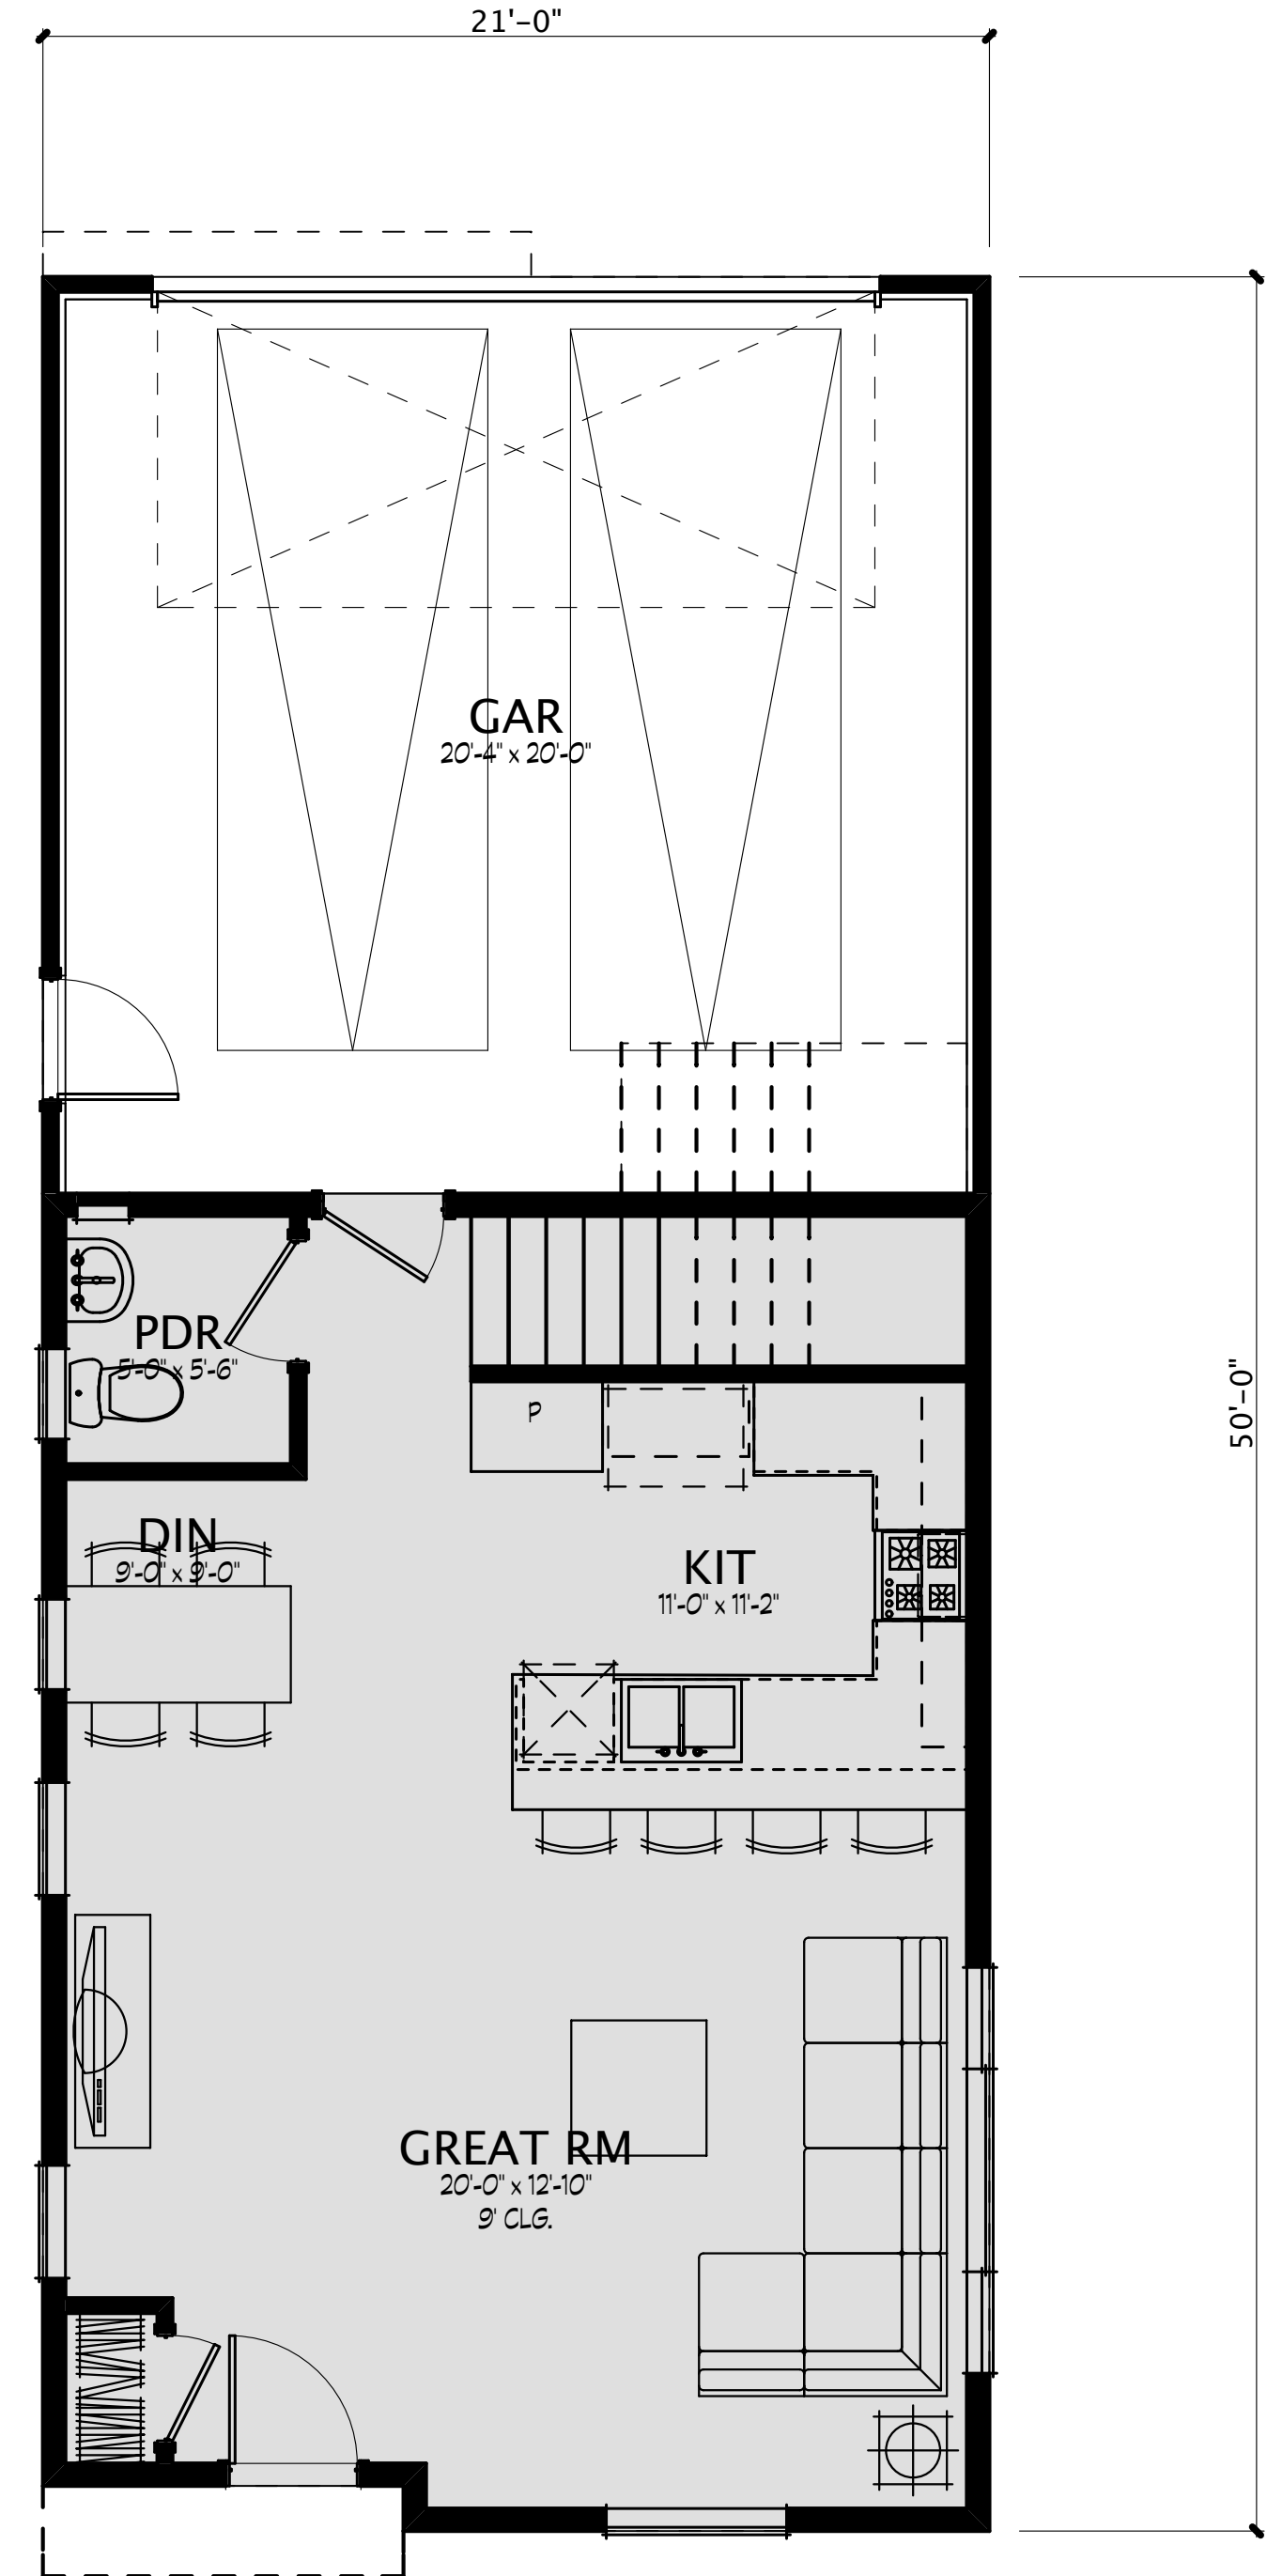 21'-0"
GAR
20'-4" x 20'-0"
PDR
5'-0" x 5'-6"
50'-0"
P
DIN
9'-0" x 9'-0"
KIT
11'-0" x 11'-2"
GREAT RM
20'-0" x 12'-10"
9' CLG.